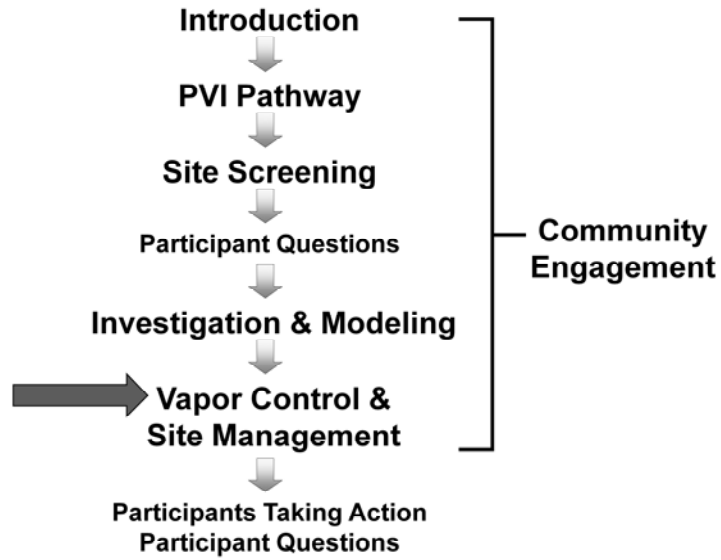 Introduction
PVI Pathway
Site Screening
Participant Questions
Investigation & Modeling
Vapor Control &
Site Management
Participants Taking Action
Participant Questions
Community
Engagement